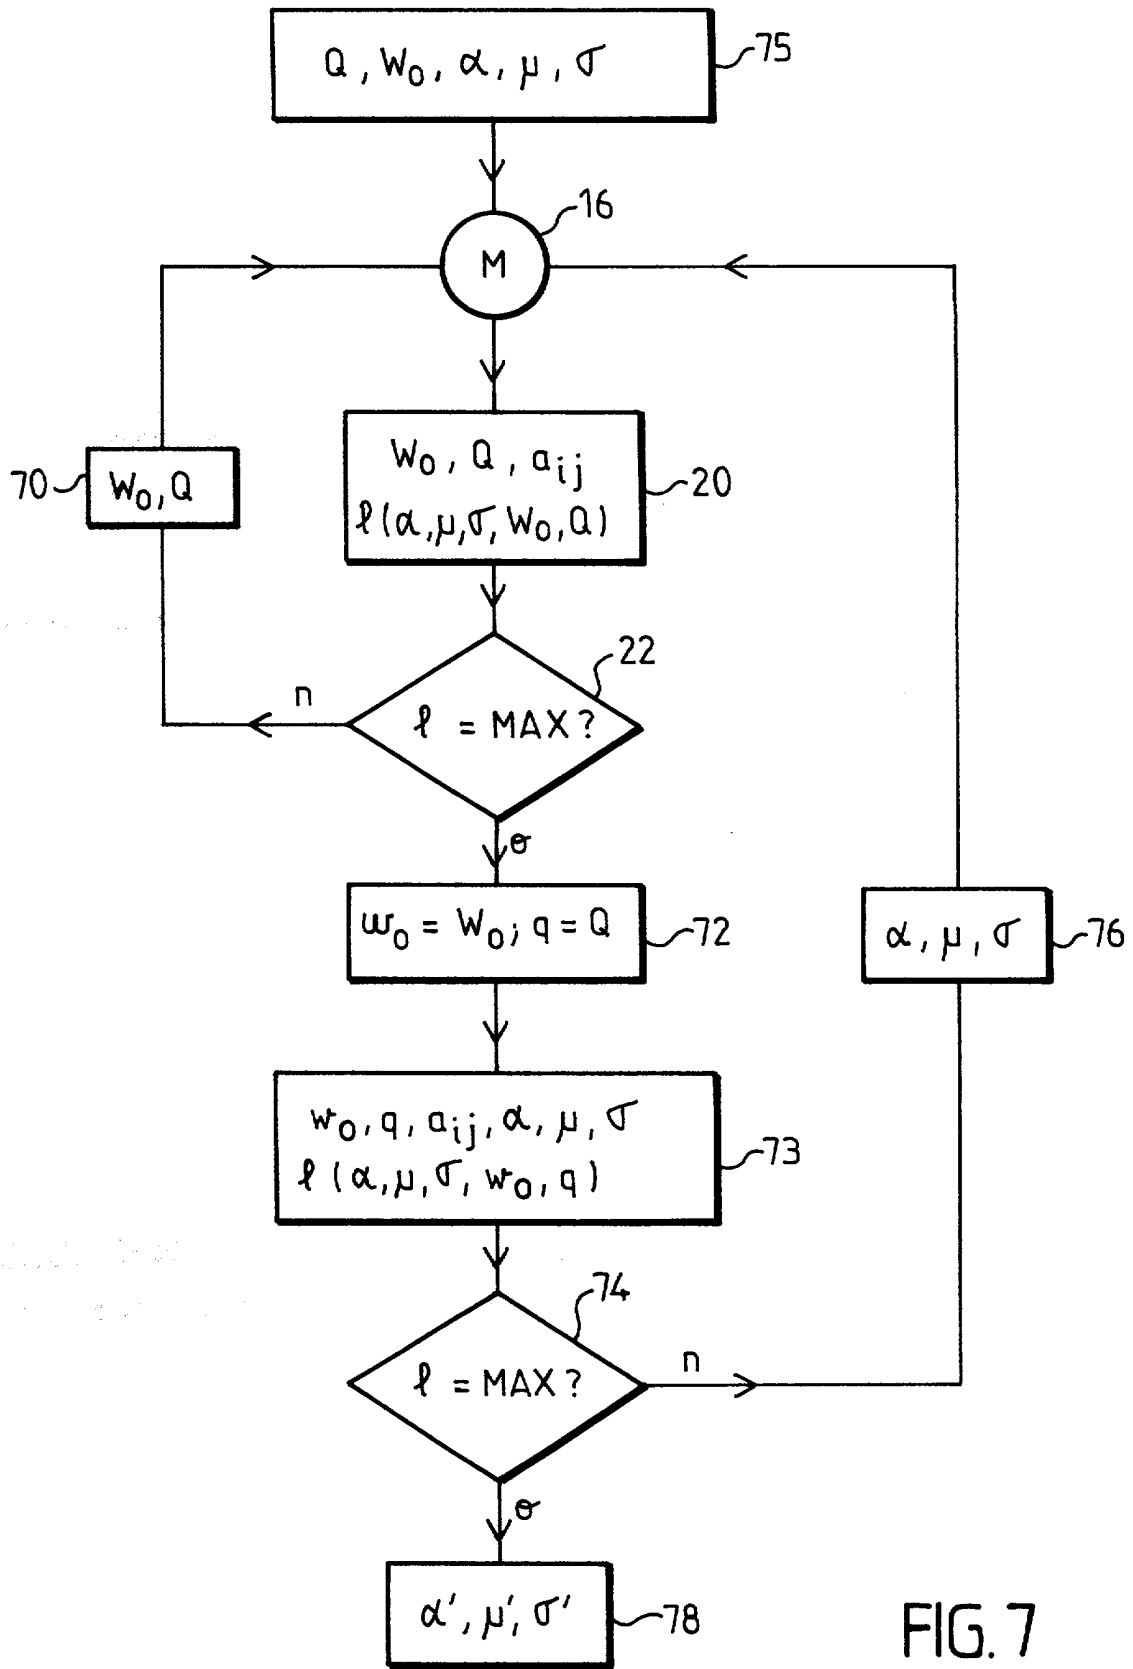 Q, W₀, α, μ, σ
75
16
M
70
W₀, Q
W₀, Q, aᵢⱼ
ℓ(α,μ,σ,W₀,Q)
20
22
n
ℓ = MAX?
o
w₀ = W₀; q = Q
72
α, μ, σ
76
w₀, q, aᵢⱼ, α, μ, σ
ℓ(α,μ,σ, w₀, q)
73
74
ℓ = MAX?
n
o
α', μ', σ'
78
FIG. 7